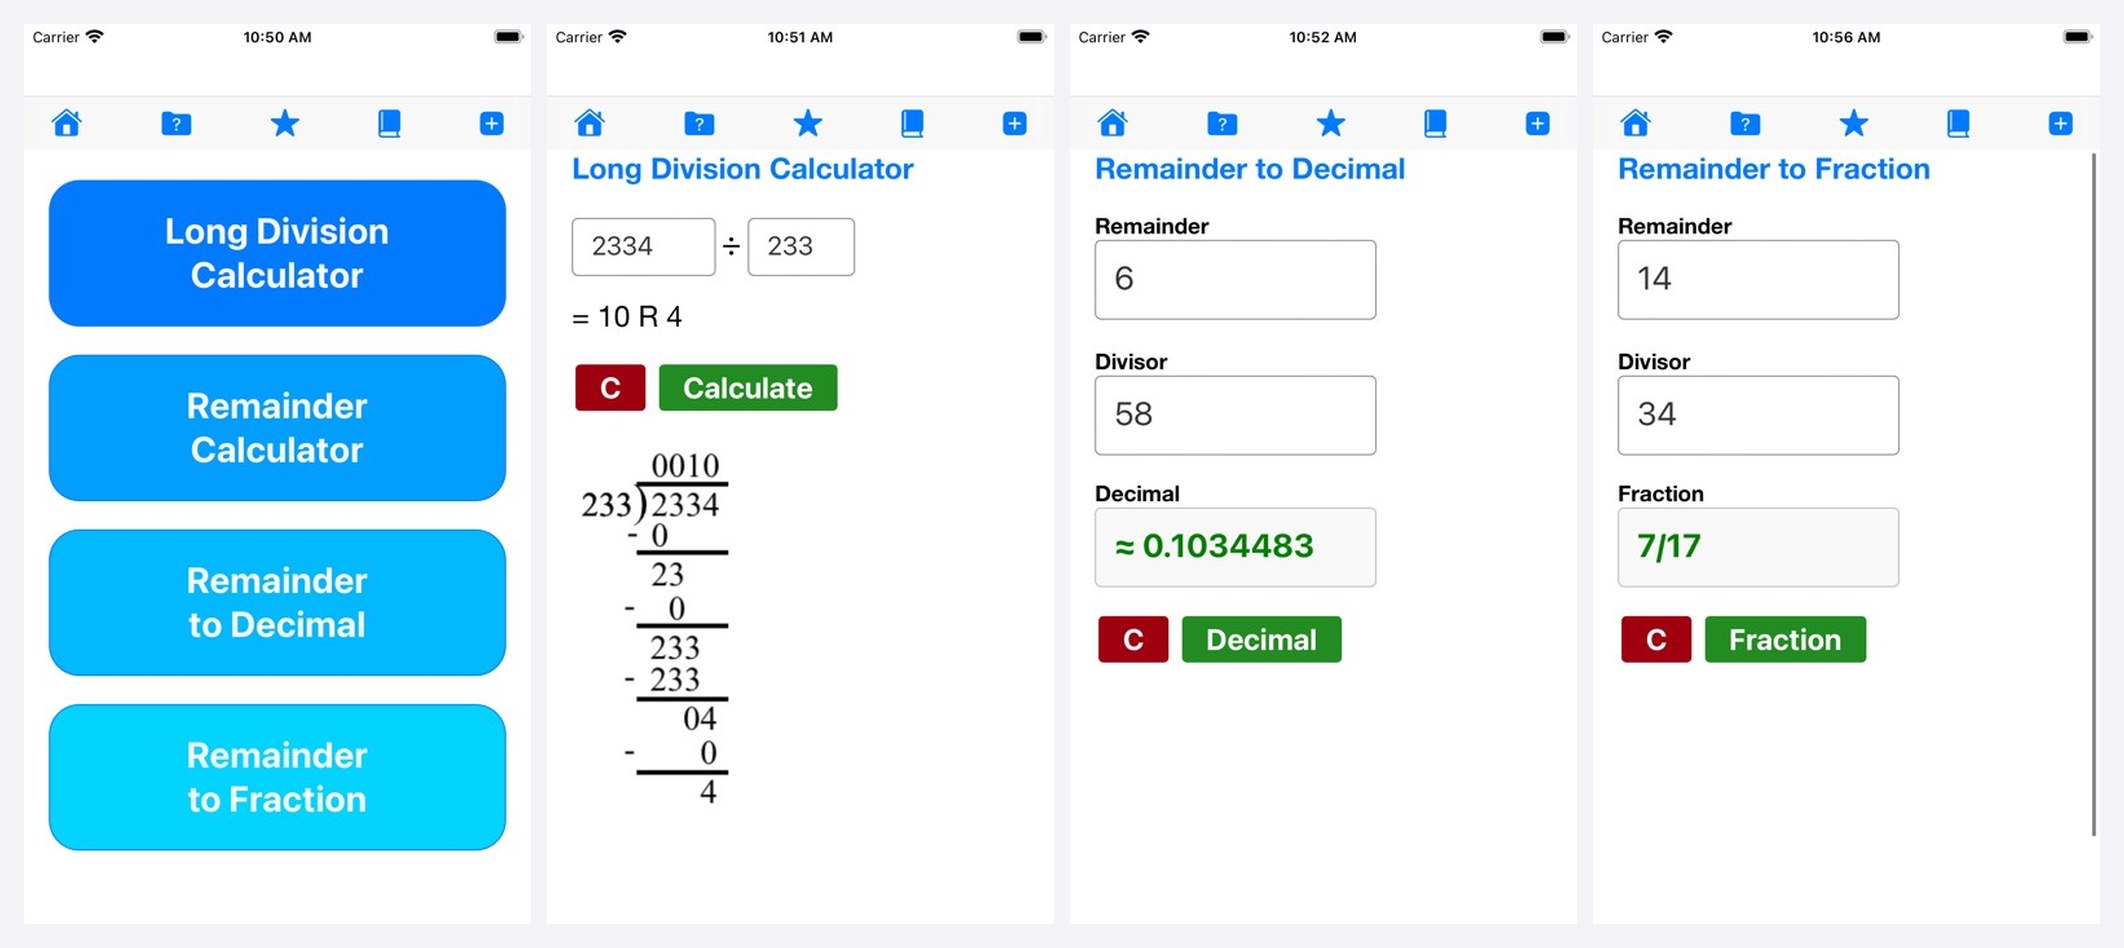 Carrier 10:50 AM
Long Division
Calculator
Remainder
Calculator
Remainder
to Decimal
Remainder
to Fraction
Carrier 10:51 AM
Long Division Calculator
2334 ÷ 233
= 10 R 4
C Calculate
0010
233)2334
- 0
23
- 0
233
- 233
04
- 0
4
Carrier 10:52 AM
Remainder to Decimal
Remainder
6
Divisor
58
Decimal
≈ 0.1034483
C Decimal
Carrier 10:56 AM
Remainder to Fraction
Remainder
14
Divisor
34
Fraction
7/17
C Fraction